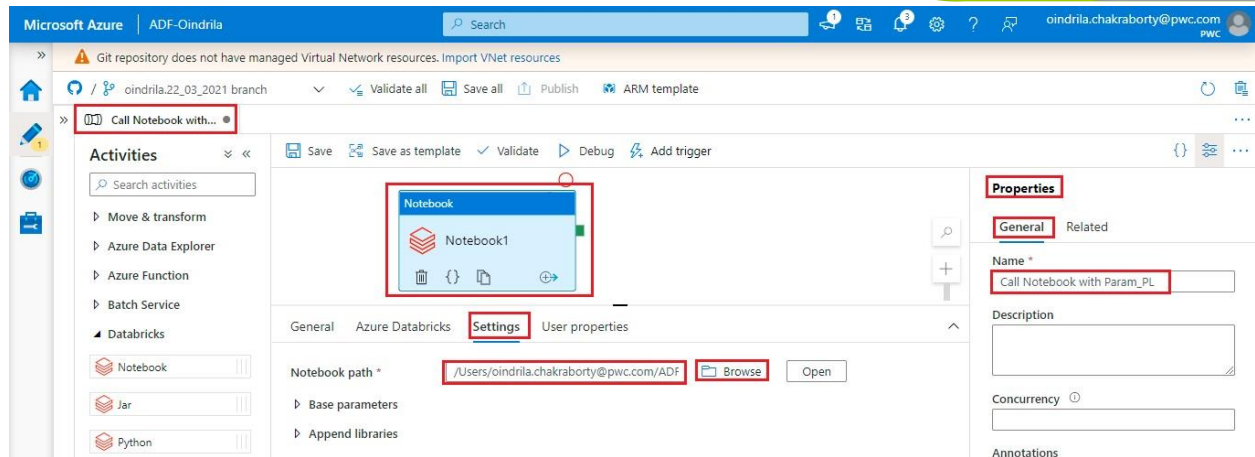 Microsoft Azure | ADF-Oindrila Search 1 3 ? oindrila.chakraborty@pwc.com
PWC
» Git repository does not have managed Virtual Network resources. Import VNet resources
/ oindrila.22_03_2021 branch Validate all Save all Publish ARM template
» Call Notebook with... ● ...
1
Activities « Save Save as template Validate Debug Add trigger {} ...
Search activities
Move & transform
Azure Data Explorer
Azure Function
Batch Service
Databricks
Notebook
Jar
Python
Notebook
Notebook1
{}
General Azure Databricks Settings User properties
Notebook path * /Users/oindrila.chakraborty@pwc.com/ADF Browse Open
Base parameters
Append libraries
Properties
General Related
Name *
Call Notebook with Param_PL
Description
Concurrency
Annotations